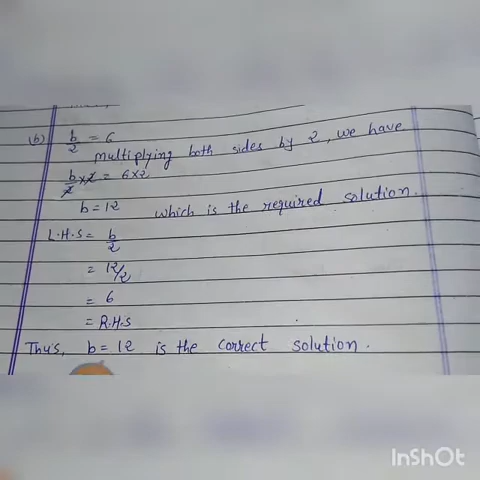 (b) b/2 = 6
multiplying both sides by 2, we have
b/2 × 2 = 6×2
b = 12 which is the required solution.
L.H.S = b/2
= 12/2
= 6
= R.H.S
Thus, b = 12 is the correct solution.
InShOt